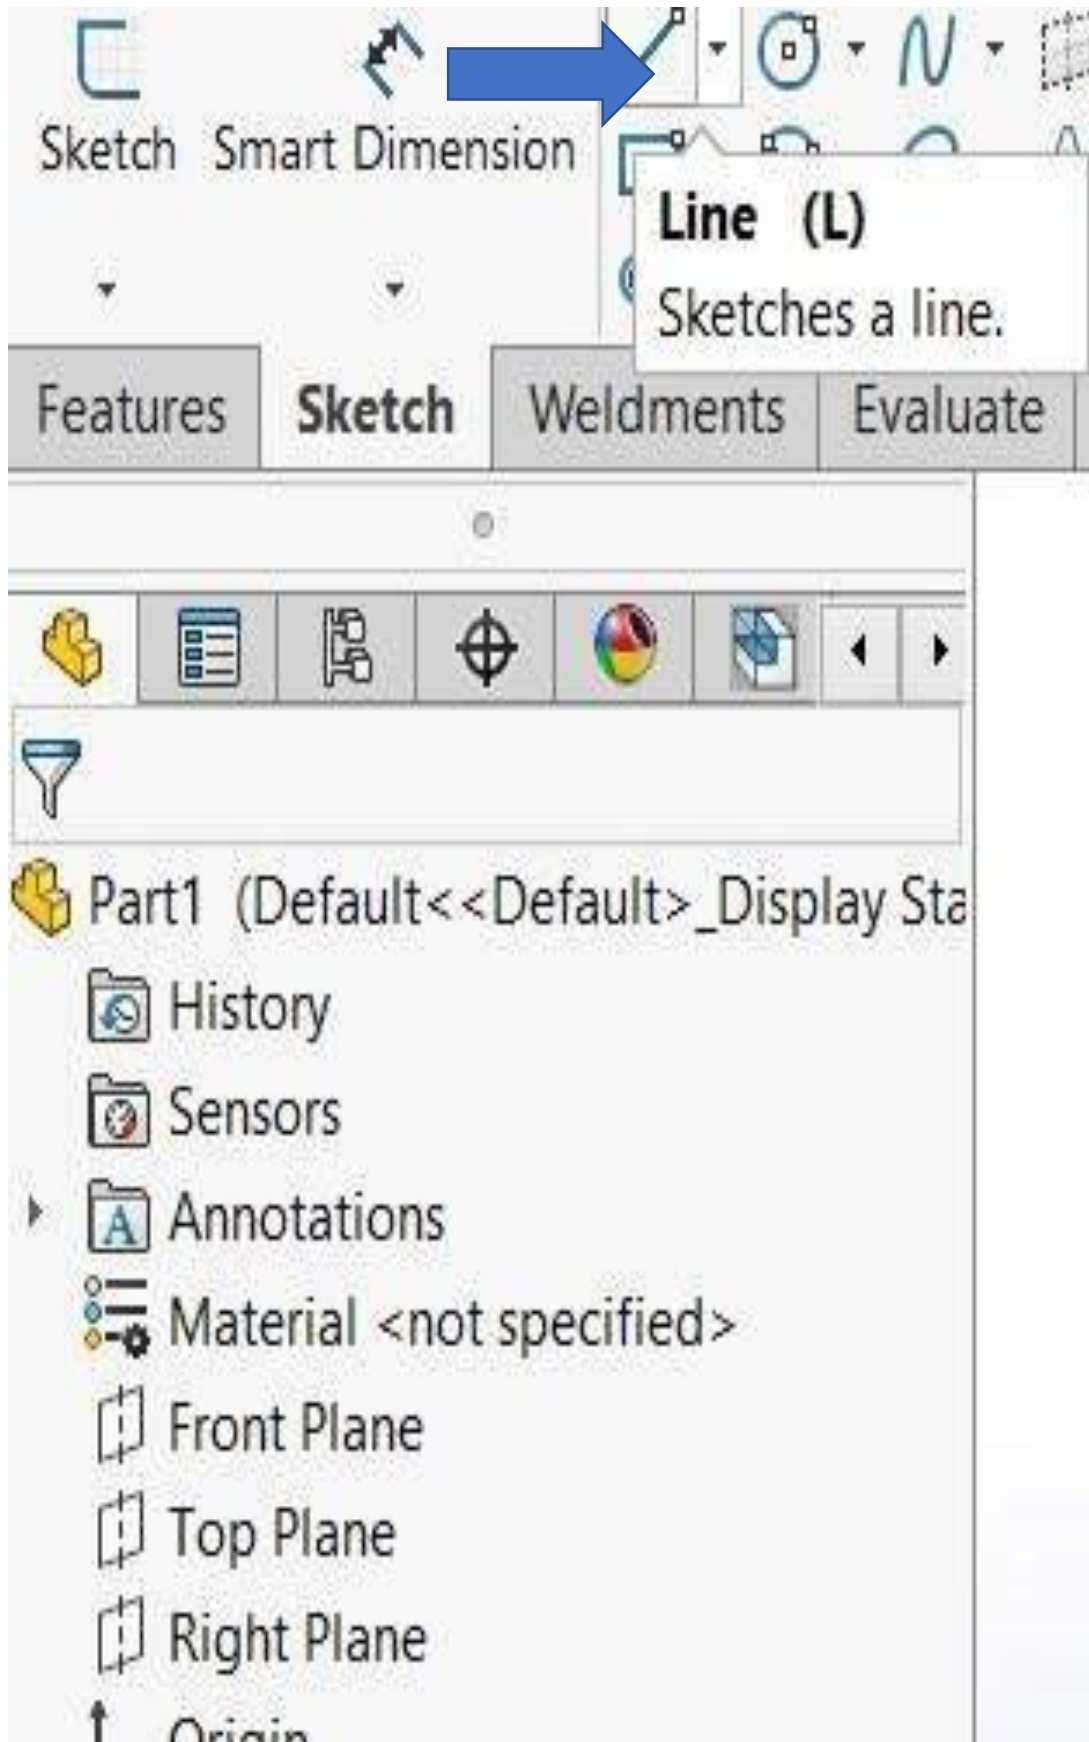 Sketch Smart Dimension
Line (L)
Sketches a line.
Features Sketch Weldments Evaluate
Part1 (Default<<Default>_Display Sta
History
Sensors
A Annotations
Material <not specified>
Front Plane
Top Plane
Right Plane
Origin